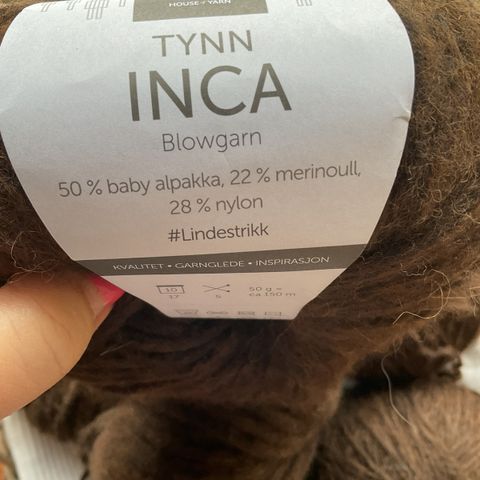 HOUSE of YARN
TYNN
INCA
Blowgarn
50 % baby alpakka, 22 % merinoull,
28 % nylon
#Lindestrikk
KVALITET • GARNGLEDE • INSPIRASJON
10
17
5
50 g =
ca 150 m